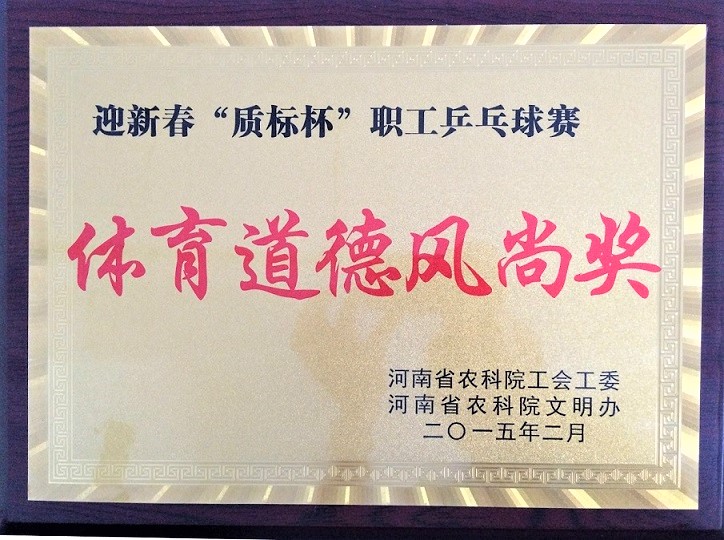 迎新春“质标杯”职工乒乓球赛
体育道德风尚奖
河南省农科院工会工委
河南省农科院文明办
二〇一五年二月